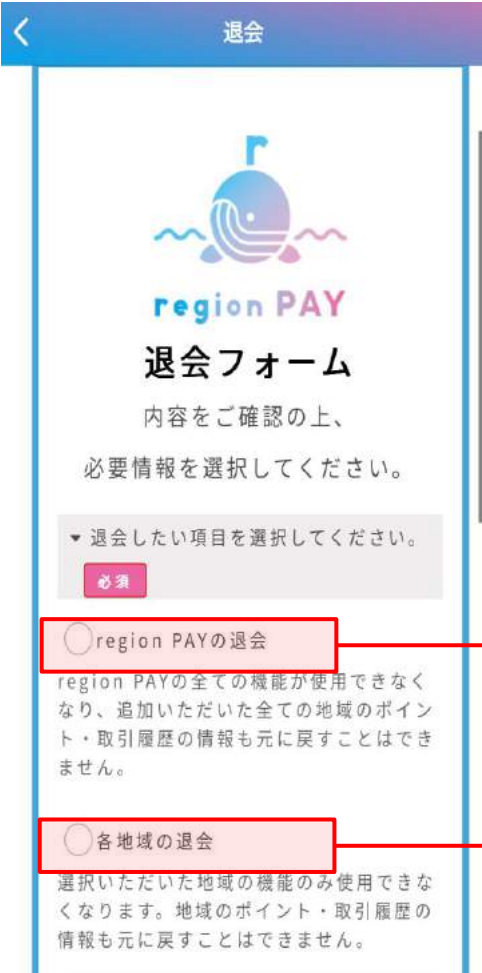 退会
region PAY
退会フォーム
内容をご確認の上、
必要情報を選択してください。
▼ 退会したい項目を選択してください。
必須
region PAYの退会
region PAYの全ての機能が使用できなく
なり、追加いただいた全ての地域のポイン
ト・取引履歴の情報も元に戻すことはでき
ません。
各地域の退会
選択いただいた地域の機能のみ使用できな
くなります。地域のポイント・取引履歴の
情報も元に戻すことはできません。